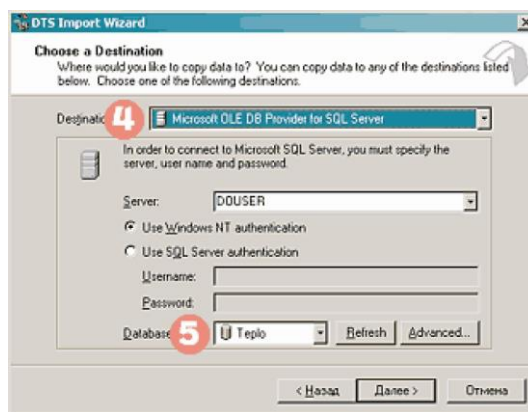 DTS Import Wizard
Choose a Destination
Where would you like to copy data to? You can copy data to any of the destinations listed
below. Choose one of the following destinations.
Destinatio 4 Microsoft OLE DB Provider for SQL Server
In order to connect to Microsoft SQL Server, you must specify the
server, user name and password.
Server: DOUSER
Use Windows NT authentication
Use SQL Server authentication
Username:
Password:
Database 5 Teplo Refresh Advanced...
< Назад Далее > Отмена